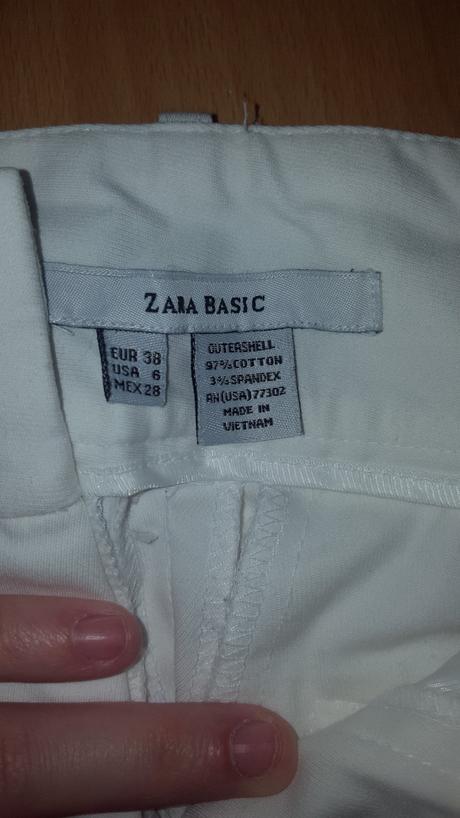 ZARA BASIC
EUR 38
USA 6
MEX 28
OUTERSHELL
97%COTTON
3%SPANDEX
RN(USA)77302
MADE IN
VIETNAM